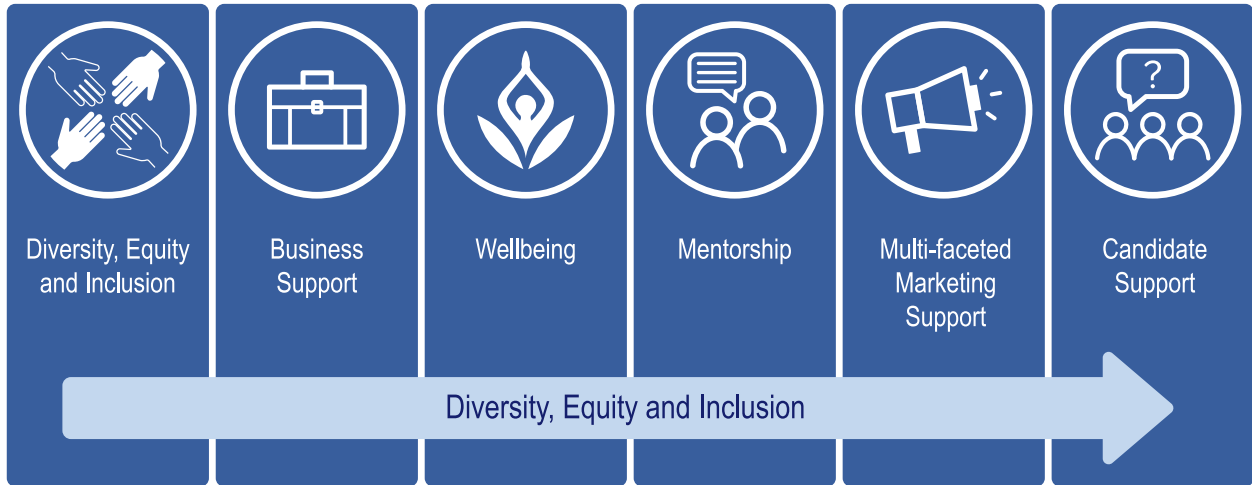 ?
Diversity, Equity
and Inclusion
Business
Support
Wellbeing
Mentorship
Multi-faceted
Marketing
Support
Candidate
Support
Diversity, Equity and Inclusion